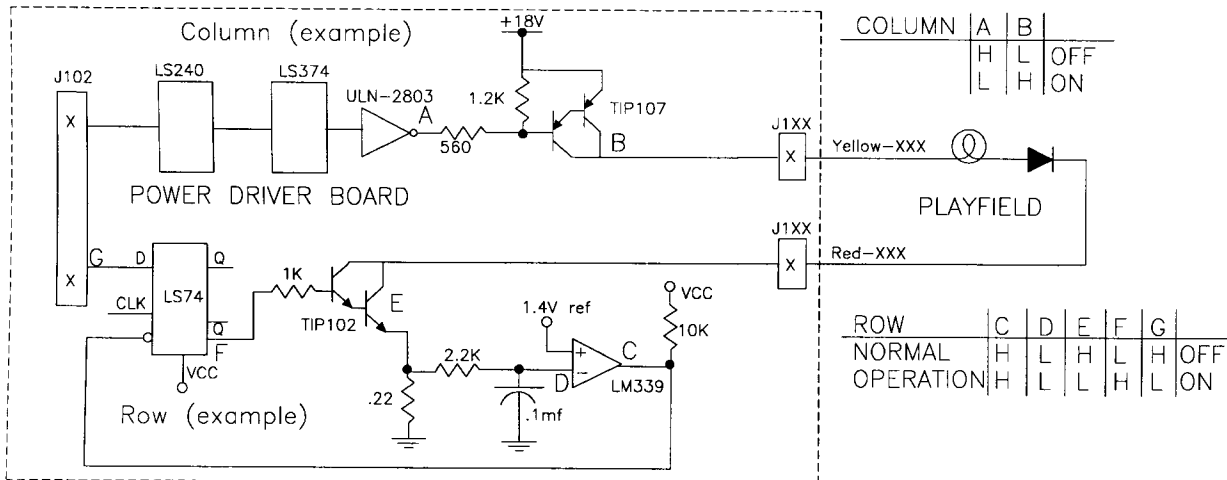 Column (example)
+18V
J102
LS240
LS374
ULN-2803
A
1.2K
TIP107
560
B
J1XX
X
X
Yellow-XXX
POWER DRIVER BOARD
PLAYFIELD
J1XX
X
Red-XXX
G
D
Q
X
LS74
CLK
Q
F
VCC
1K
TIP102
E
1.4V ref
VCC
10K
+
-
C
D
LM339
2.2K
.22
.1mf
Row (example)
COLUMN A B
H L OFF
L H ON
ROW C D E F G
NORMAL H L H L H OFF
OPERATION H L L H L ON